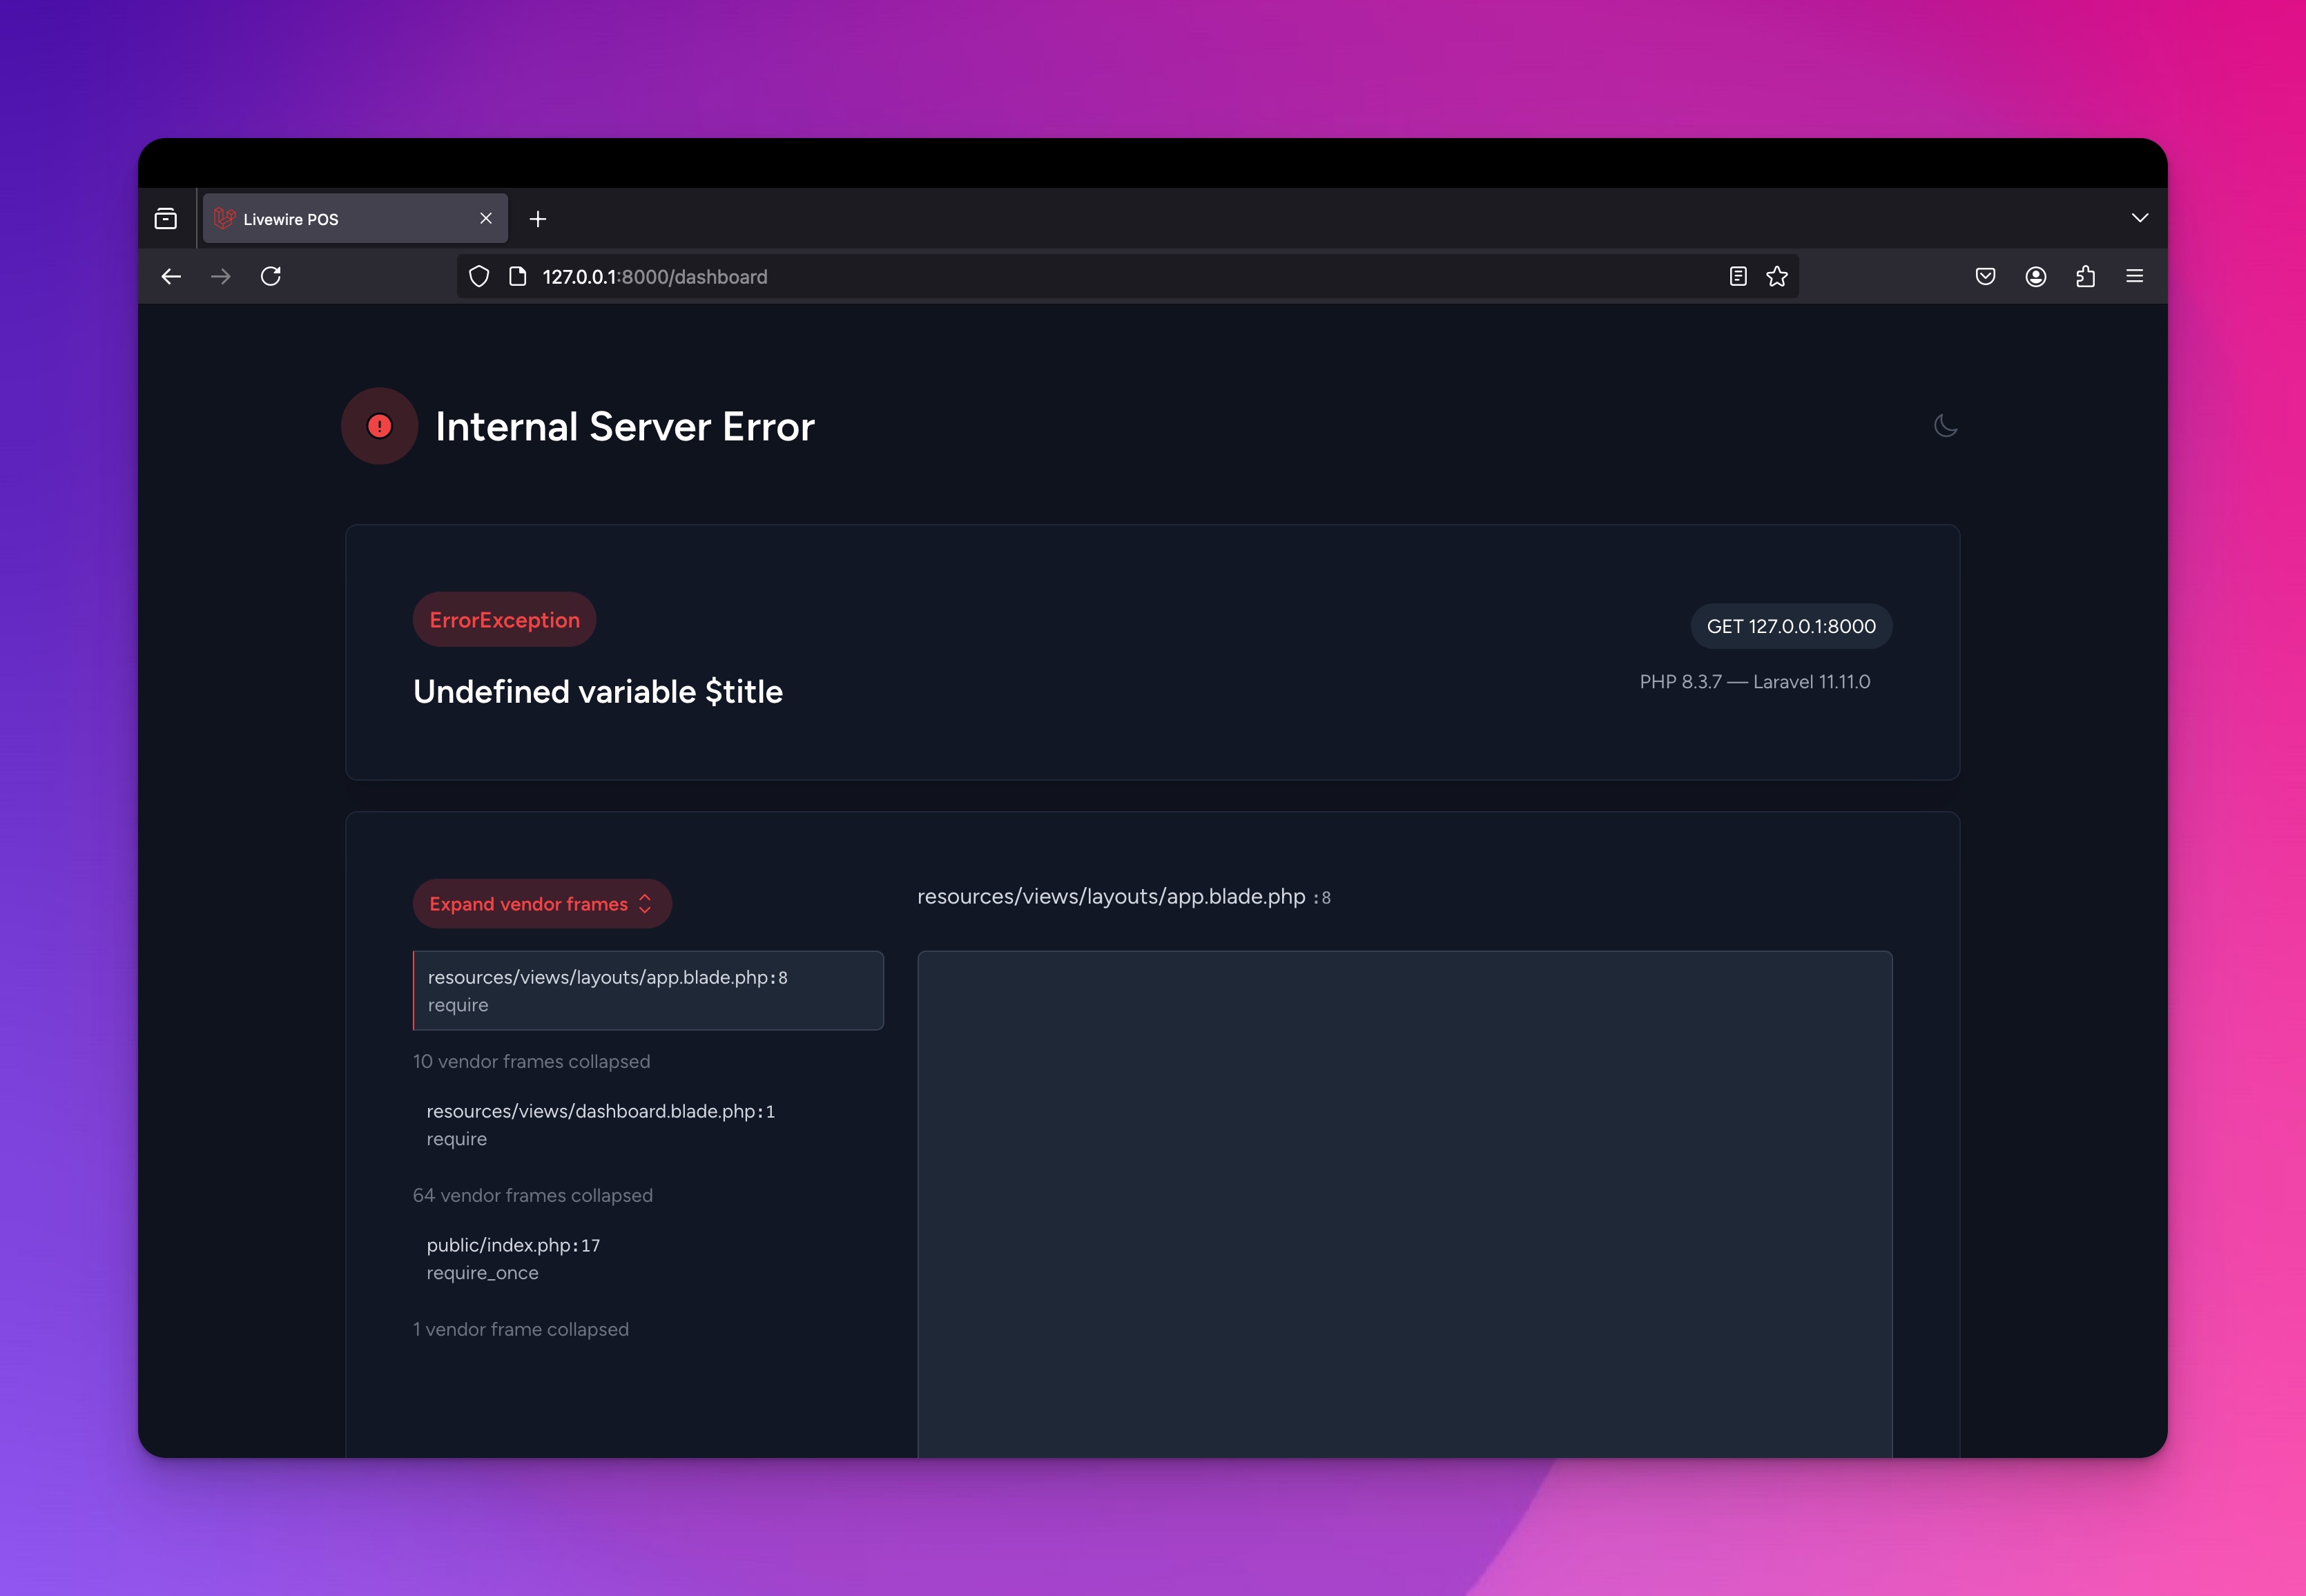 Livewire POS
127.0.0.1:8000/dashboard
Internal Server Error
ErrorException
GET 127.0.0.1:8000
Undefined variable $title
PHP 8.3.7 — Laravel 11.11.0
Expand vendor frames
resources/views/layouts/app.blade.php :8
resources/views/layouts/app.blade.php:8
require
10 vendor frames collapsed
resources/views/dashboard.blade.php:1
require
64 vendor frames collapsed
public/index.php:17
require_once
1 vendor frame collapsed